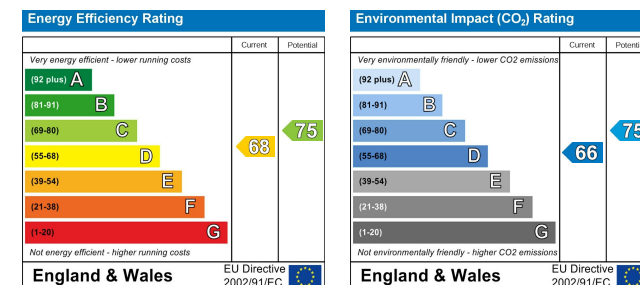 Energy Efficiency Rating
Current Potential
Very energy efficient - lower running costs
(92 plus) A
(81-91) B
(69-80) C
(55-68) D
(39-54) E
(21-38) F
(1-20) G
68
75
Not energy efficient - higher running costs
England & Wales
EU Directive
2002/91/EC
Environmental Impact (CO₂) Rating
Current Potenti
Very environmentally friendly - lower CO2 emissions
(92 plus) A
(81-91) B
(69-80) C
(55-68) D
(39-54) E
(21-38) F
(1-20) G
66
75
Not environmentally friendly - higher CO2 emissions
England & Wales
EU Directive
2002/91/EC